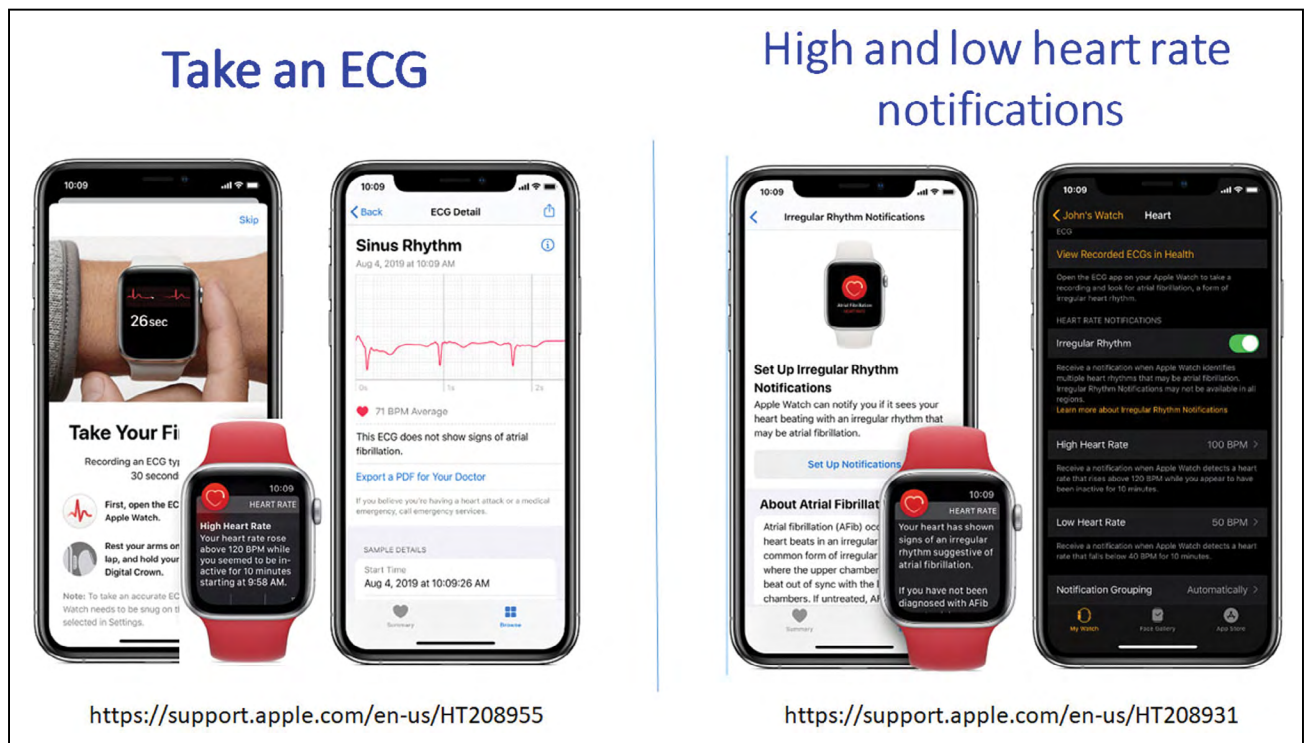 Take an ECG
10:09
Skip
26sec
Take Your Fi
Recording an ECG typ
30 second
First, open the EC
Apple Watch.
Rest your arms on
lap, and hold your
Digital Crown.
Note: To take an accurate EC
Watch needs to be snug on th
selected in Settings.
10:09
HEART RATE
High Heart Rate
Your heart rate rose
above 120 BPM while
you seemed to be in-
active for 10 minutes
starting at 9:58 AM.
10:09
Back
ECG Detail
Sinus Rhythm
Aug 4, 2019 at 10:09 AM
0s
1s
2s
71 BPM Average
This ECG does not show signs of atrial
fibrillation.
Export a PDF for Your Doctor
If you believe you're having a heart attack or a medical
emergency, call emergency services.
SAMPLE DETAILS
Start Time
Aug 4, 2019 at 10:09:26 AM
Summary
Browse
https://support.apple.com/en-us/HT208955
High and low heart rate
notifications
10:09
Irregular Rhythm Notifications
Atrial Fibrillation
Set Up Irregular Rhythm
Notifications
Apple Watch can notify you if it sees your
heart beating with an irregular rhythm that
may be atrial fibrillation.
Set Up Notifications
About Atrial Fibrillat
Atrial fibrillation (AFib) occ
heart beats in an irregular
common form of irregular
where the upper chamber
beat out of sync with the l
chambers. If untreated, AF
Summary
10:09
HEART RATE
Your heart has shown
signs of an irregular
rhythm suggestive of
atrial fibrillation.
If you have not been
diagnosed with AFib
10:09
John's Watch
Heart
ECG
View Recorded ECGs in Health
Open the ECG app on your Apple Watch to take a
recording and look for atrial fibrillation, a form of
irregular heart rhythm.
HEART RATE NOTIFICATIONS
Irregular Rhythm
Receive a notification when Apple Watch identifies
multiple heart rhythms that may be atrial fibrillation.
Irregular Rhythm Notifications may not be available in all
regions.
Learn more about Irregular Rhythm Notifications
High Heart Rate
100 BPM
Receive a notification when Apple Watch detects a heart
rate that rises above 120 BPM while you appear to have
been inactive for 10 minutes.
Low Heart Rate
50 BPM
Receive a notification when Apple Watch detects a heart
rate that falls below 40 BPM for 10 minutes.
Notification Grouping
Automatically
My Watch
Face Gallery
App Store
https://support.apple.com/en-us/HT208931